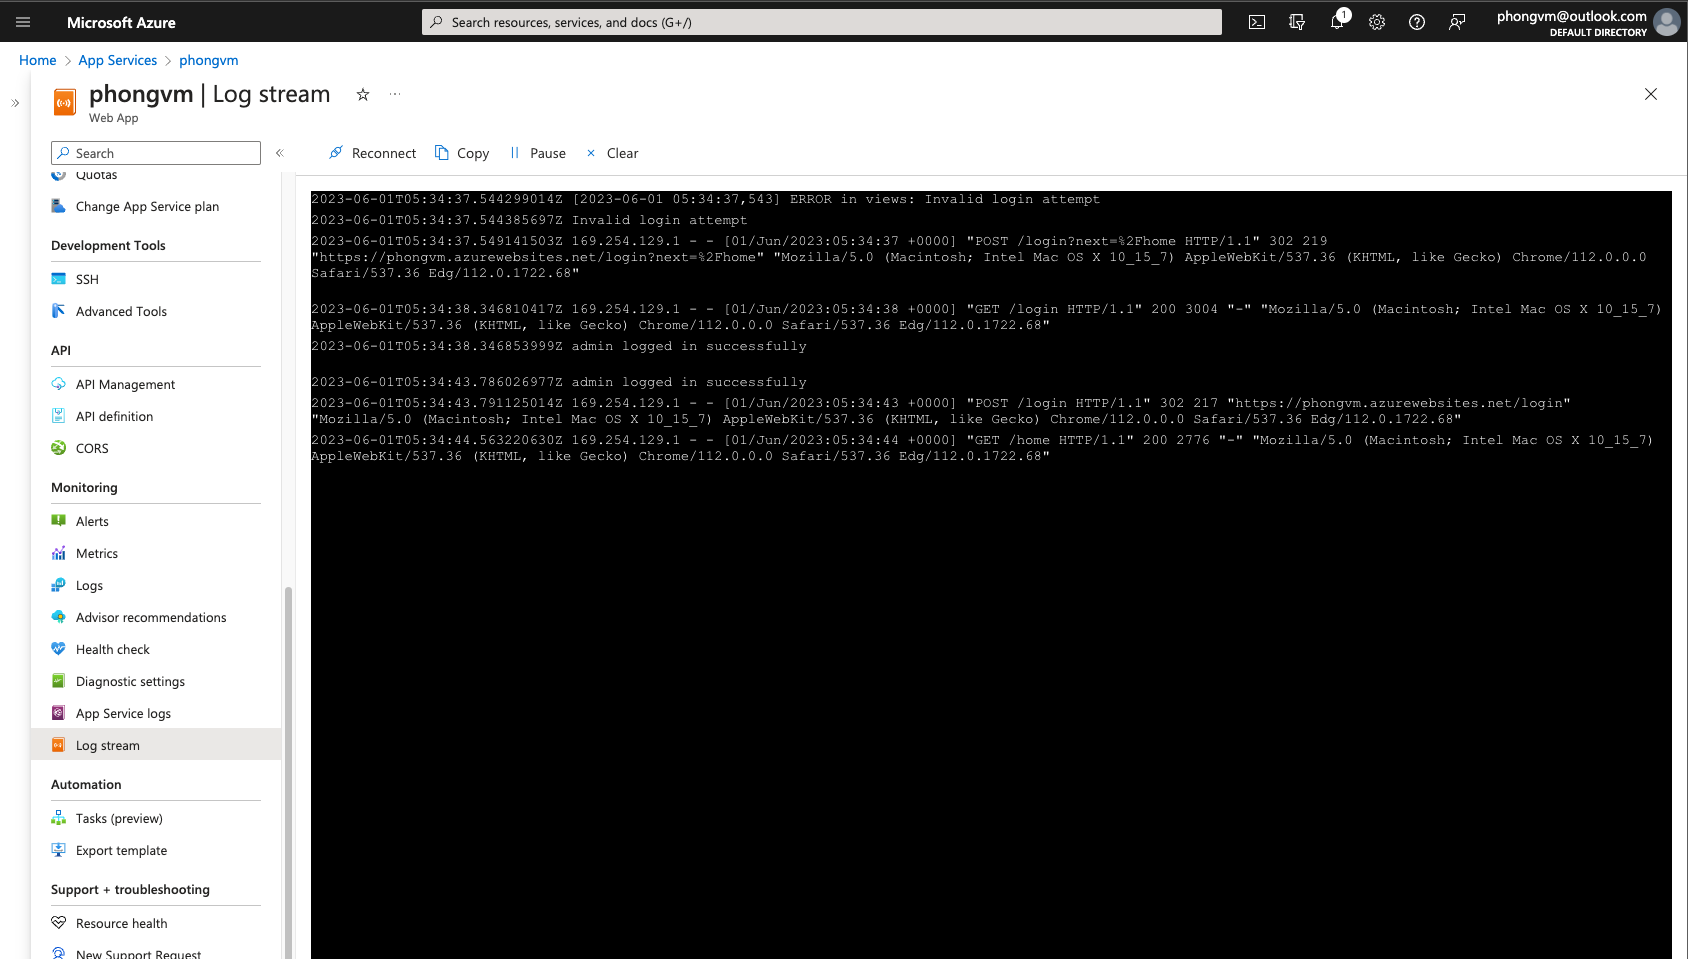 Microsoft Azure
Search resources, services, and docs (G+/)
1
phongvm@outlook.com
DEFAULT DIRECTORY
Home > App Services > phongvm
phongvm | Log stream
Web App
Search
Reconnect
Copy
Pause
Clear
Quotas
Change App Service plan
Development Tools
SSH
Advanced Tools
API
API Management
API definition
CORS
Monitoring
Alerts
Metrics
Logs
Advisor recommendations
Health check
Diagnostic settings
App Service logs
Log stream
Automation
Tasks (preview)
Export template
Support + troubleshooting
Resource health
New Support Request
2023-06-01T05:34:37.544299014Z [2023-06-01 05:34:37,543] ERROR in views: Invalid login attempt
2023-06-01T05:34:37.544385697Z Invalid login attempt
2023-06-01T05:34:37.549141503Z 169.254.129.1 - - [01/Jun/2023:05:34:37 +0000] "POST /login?next=%2Fhome HTTP/1.1" 302 219
"https://phongvm.azurewebsites.net/login?next=%2Fhome" "Mozilla/5.0 (Macintosh; Intel Mac OS X 10_15_7) AppleWebKit/537.36 (KHTML, like Gecko) Chrome/112.0.0.0
Safari/537.36 Edg/112.0.1722.68"
2023-06-01T05:34:38.346810417Z 169.254.129.1 - - [01/Jun/2023:05:34:38 +0000] "GET /login HTTP/1.1" 200 3004 "-" "Mozilla/5.0 (Macintosh; Intel Mac OS X 10_15_7)
AppleWebKit/537.36 (KHTML, like Gecko) Chrome/112.0.0.0 Safari/537.36 Edg/112.0.1722.68"
2023-06-01T05:34:38.346853999Z admin logged in successfully
2023-06-01T05:34:43.786026977Z admin logged in successfully
2023-06-01T05:34:43.791125014Z 169.254.129.1 - - [01/Jun/2023:05:34:43 +0000] "POST /login HTTP/1.1" 302 217 "https://phongvm.azurewebsites.net/login"
"Mozilla/5.0 (Macintosh; Intel Mac OS X 10_15_7) AppleWebKit/537.36 (KHTML, like Gecko) Chrome/112.0.0.0 Safari/537.36 Edg/112.0.1722.68"
2023-06-01T05:34:44.563220630Z 169.254.129.1 - - [01/Jun/2023:05:34:44 +0000] "GET /home HTTP/1.1" 200 2776 "-" "Mozilla/5.0 (Macintosh; Intel Mac OS X 10_15_7)
AppleWebKit/537.36 (KHTML, like Gecko) Chrome/112.0.0.0 Safari/537.36 Edg/112.0.1722.68"